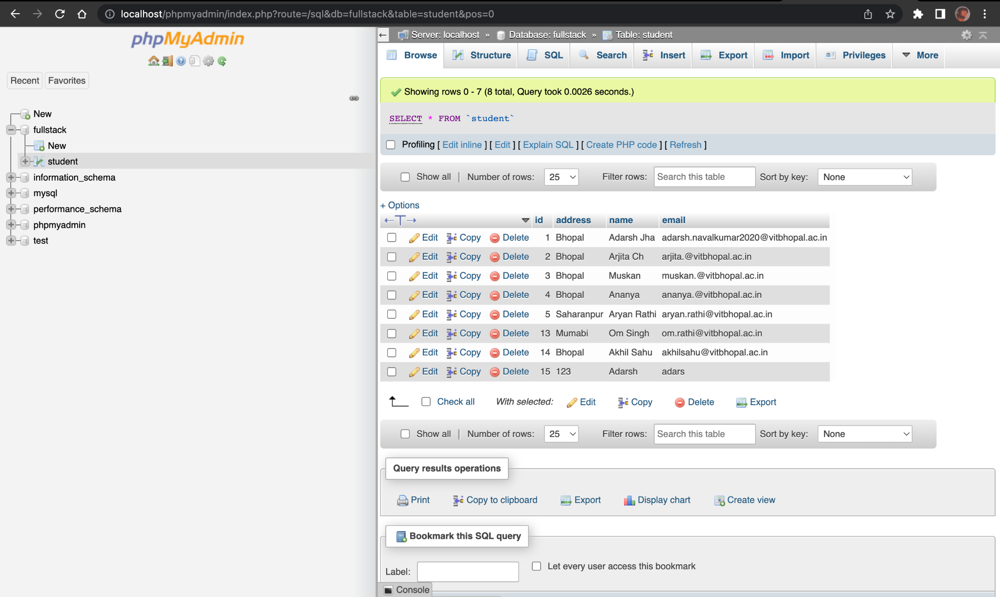 localhost/phpmyadmin/index.php?route=/sql&db=fullstack&table=student&pos=0
phpMyAdmin
Recent Favorites
New
fullstack
New
student
information_schema
mysql
performance_schema
phpmyadmin
test
Server: localhost » Database: fullstack » Table: student
Browse Structure SQL Search Insert Export Import Privileges More
Showing rows 0 - 7 (8 total, Query took 0.0026 seconds.)
SELECT * FROM `student`
Profiling [ Edit inline ] [ Edit ] [ Explain SQL ] [ Create PHP code ] [ Refresh ]
Show all | Number of rows: 25 Filter rows: Search this table Sort by key: None
+ Options
←T→ id address name email
Edit Copy Delete 1 Bhopal Adarsh Jha adarsh.navalkumar2020@vitbhopal.ac.in
Edit Copy Delete 2 Bhopal Arjita Ch arjita.@vitbhopal.ac.in
Edit Copy Delete 3 Bhopal Muskan muskan.@vitbhopal.ac.in
Edit Copy Delete 4 Bhopal Ananya ananya.@vitbhopal.ac.in
Edit Copy Delete 5 Saharanpur Aryan Rathi aryan.rathi@vitbhopal.ac.in
Edit Copy Delete 13 Mumabi Om Singh om.rathi@vitbhopal.ac.in
Edit Copy Delete 14 Bhopal Akhil Sahu akhilsahu@vitbhopal.ac.in
Edit Copy Delete 15 123 Adarsh adars
Check all With selected: Edit Copy Delete Export
Show all | Number of rows: 25 Filter rows: Search this table Sort by key: None
Query results operations
Print Copy to clipboard Export Display chart Create view
Bookmark this SQL query
Label: Let every user access this bookmark
Console